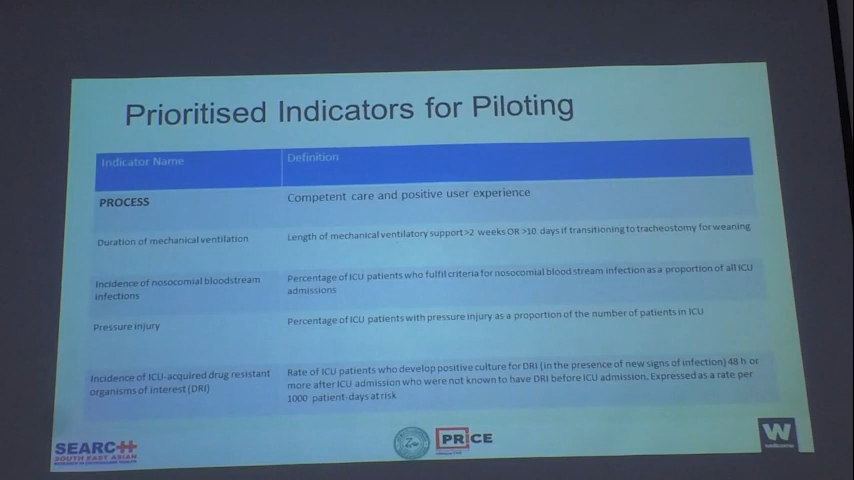 Prioritised Indicators for Piloting
Indicator Name
Definition
PROCESS
Competent care and positive user experience
Duration of mechanical ventilation
Length of mechanical ventilatory support >2 weeks OR >10 days if transitioning to tracheostomy for weaning
Incidence of nosocomial bloodstream
infections
Percentage of ICU patients who fulfil criteria for nosocomial blood stream infection as a proportion of all ICU
admissions
Pressure injury
Percentage of ICU patients with pressure injury as a proportion of the number of patients in ICU
Incidence of ICU-acquired drug resistant
organisms of interest (DRI)
Rate of ICU patients who develop positive culture for DRI (in the presence of new signs of infection) 48 h or
more after ICU admission who were not known to have DRI before ICU admission. Expressed as a rate per
1000 patient-days at risk
SEARCH
SOUTH EAST ASIAN
PRICE
W
wellcome